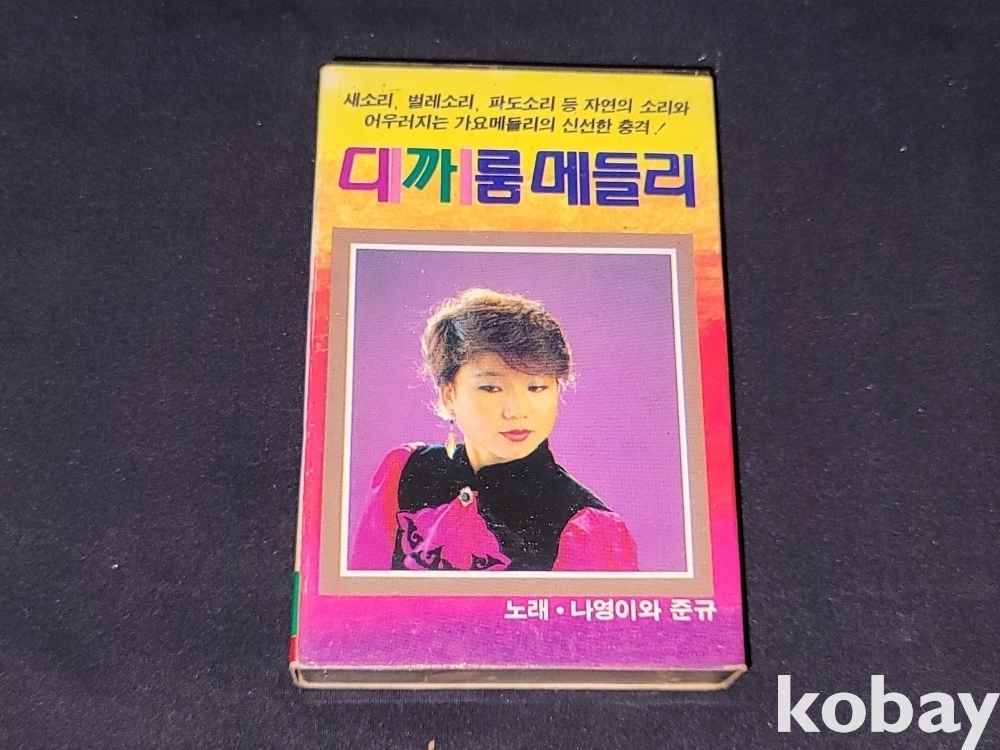 새소리, 벌레소리, 파도소리 등 자연의 소리와
어우러지는 가요메들리의 신선한 충격!
대까!룸 메들리
노래 · 나영이와 준규
kobay